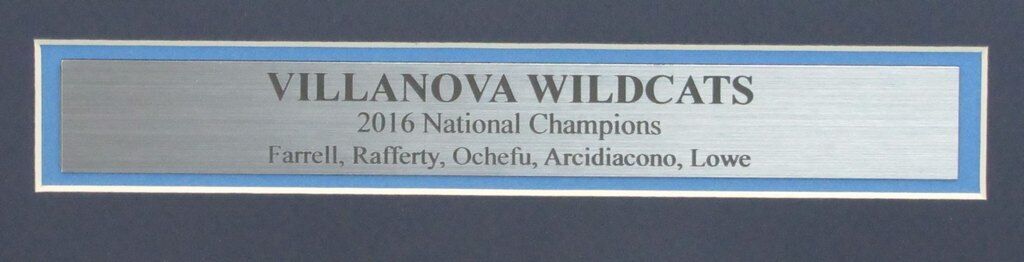 VILLANOVA WILDCATS
2016 National Champions
Farrell, Rafferty, Ochefu, Arcidiacono, Lowe